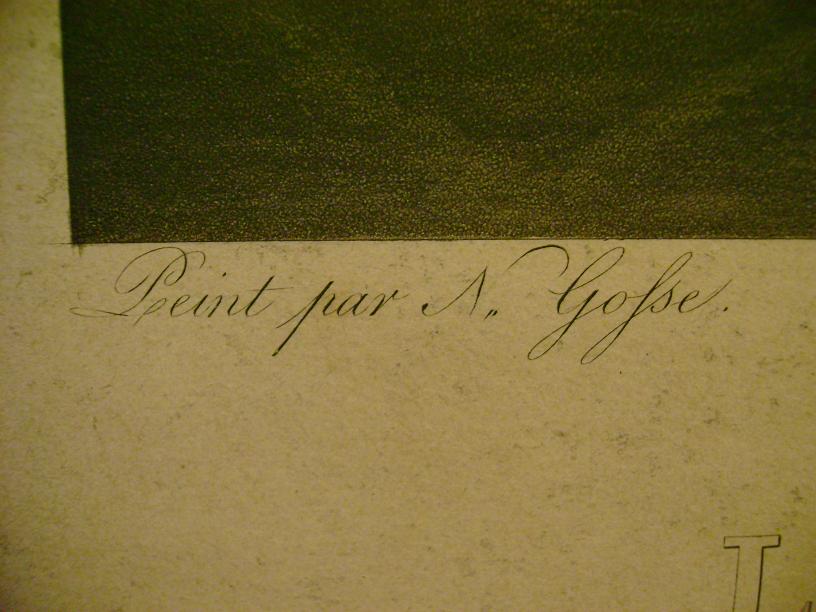 Peint par N. Gosse.
L